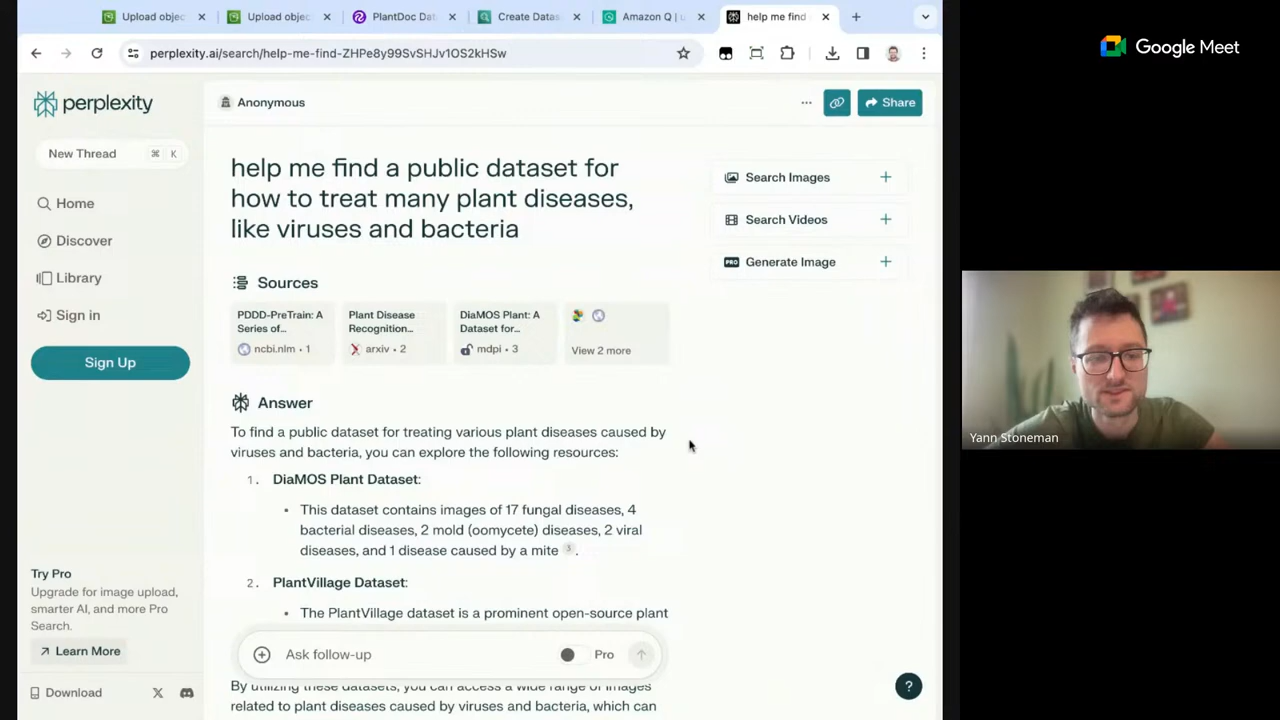 Upload objec
Upload objec
PlantDoc Dat
Create Datas
Amazon Q | u
help me find
perplexity.ai/search/help-me-find-ZHPe8y99SvSHJv1OS2kHSw
Google Meet
perplexity
Anonymous
Share
New Thread
⌘ K
Home
Discover
Library
Sign in
Sign Up
help me find a public dataset for
how to treat many plant diseases,
like viruses and bacteria
Search Images
Search Videos
PRO Generate Image
Sources
PDDD-PreTrain: A
Series of...
ncbi.nlm • 1
Plant Disease
Recognition...
arxiv • 2
DiaMOS Plant: A
Dataset for...
mdpi • 3
View 2 more
Answer
To find a public dataset for treating various plant diseases caused by
viruses and bacteria, you can explore the following resources:
1. DiaMOS Plant Dataset:
• This dataset contains images of 17 fungal diseases, 4
bacterial diseases, 2 mold (oomycete) diseases, 2 viral
diseases, and 1 disease caused by a mite 3 .
2. PlantVillage Dataset:
• The PlantVillage dataset is a prominent open-source plant
Ask follow-up
Pro
By utilizing these datasets, you can access a wide range of images
related to plant diseases caused by viruses and bacteria, which can
Try Pro
Upgrade for image upload,
smarter AI, and more Pro
Search.
Learn More
Download
?
Yann Stoneman